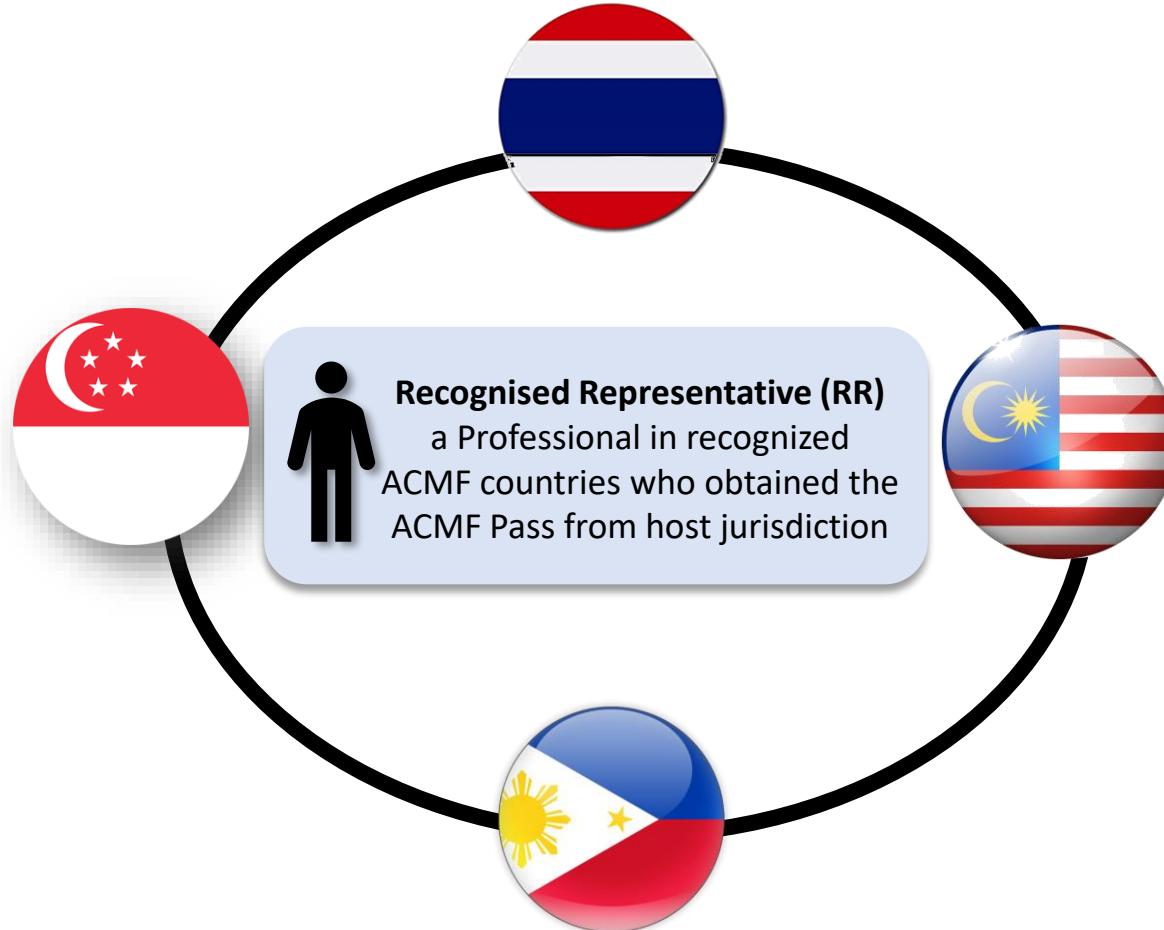 Recognised Representative (RR)
a Professional in recognized
ACMF countries who obtained the
ACMF Pass from host jurisdiction